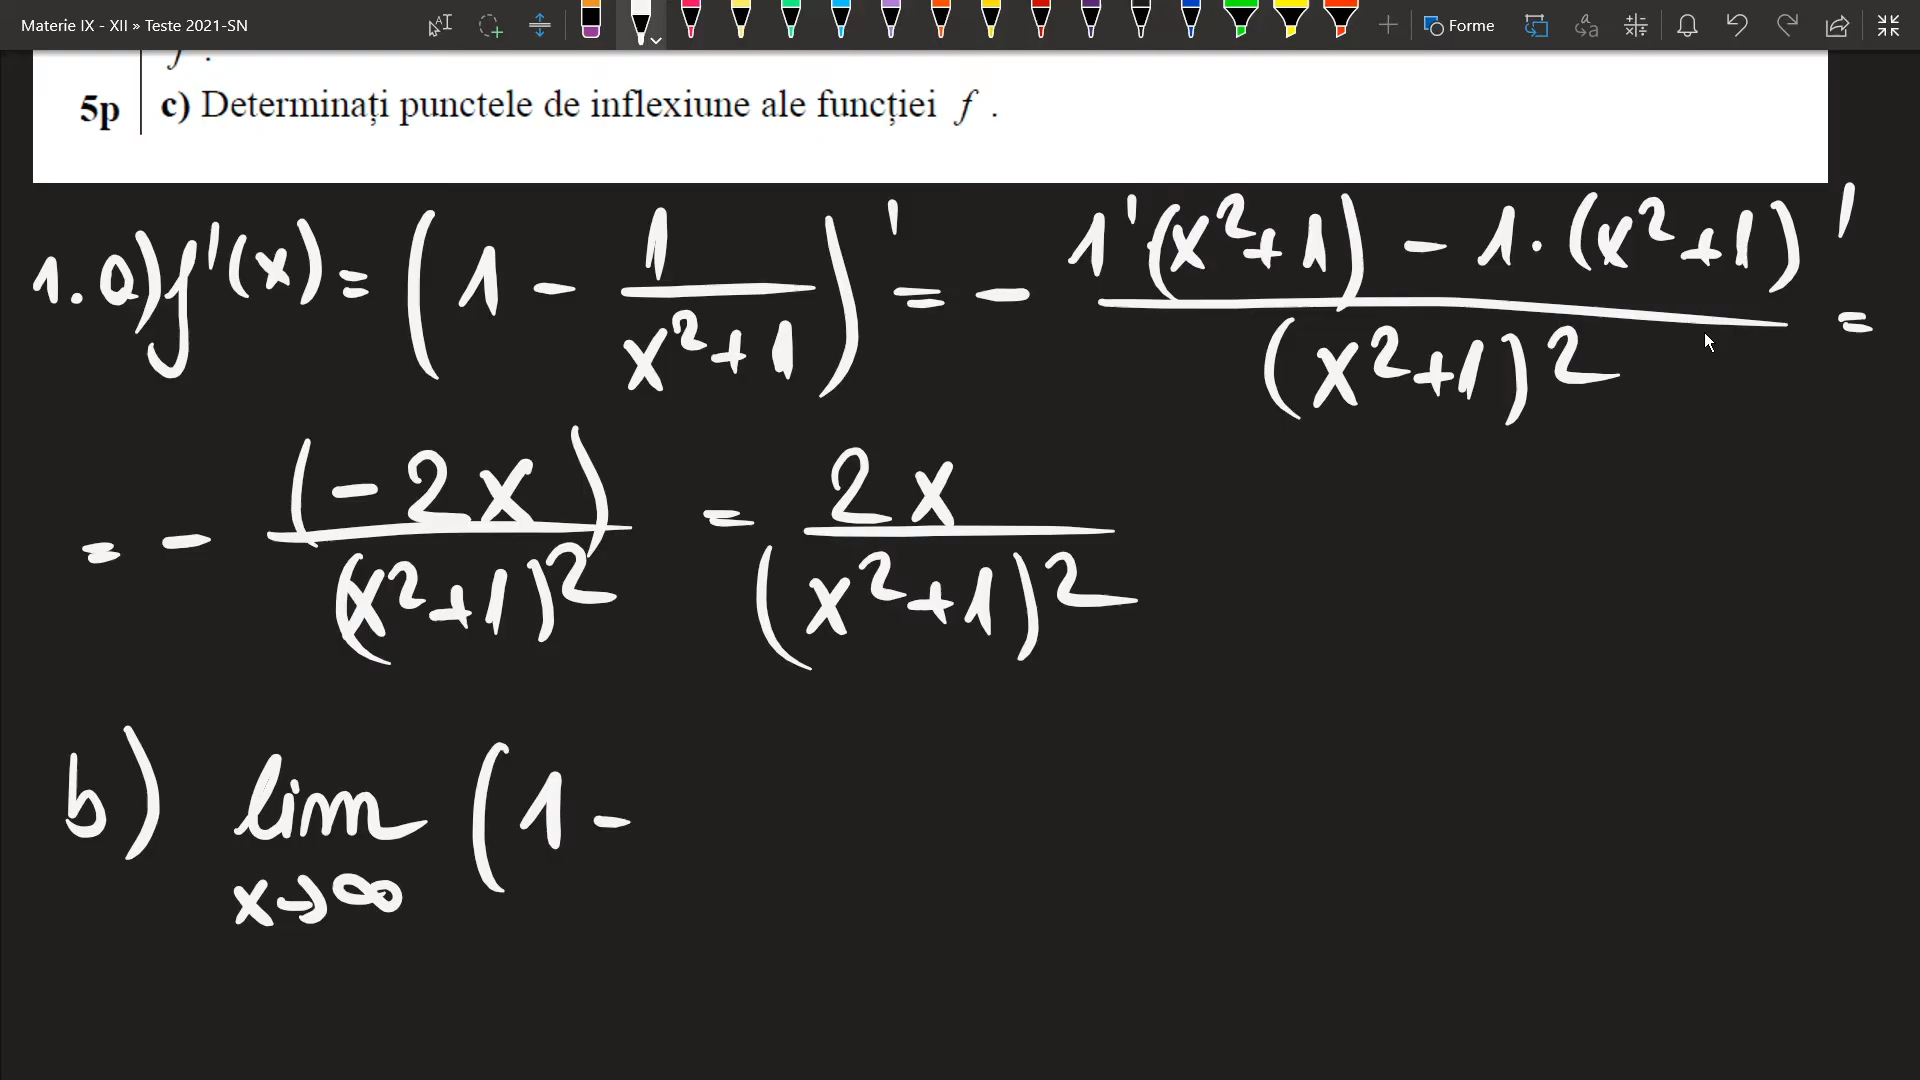 Materie IX - XII » Teste 2021-SN
Forme
f .
5p c) Determinați punctele de inflexiune ale funcției f .
1.a) f'(x) = (1 - 1/(x²+1))' = - (1'(x²+1) - 1·(x²+1)')/(x²+1)² =
= - (-2x)/(x²+1)² = 2x/(x²+1)²
b) lim x→∞ (1 -